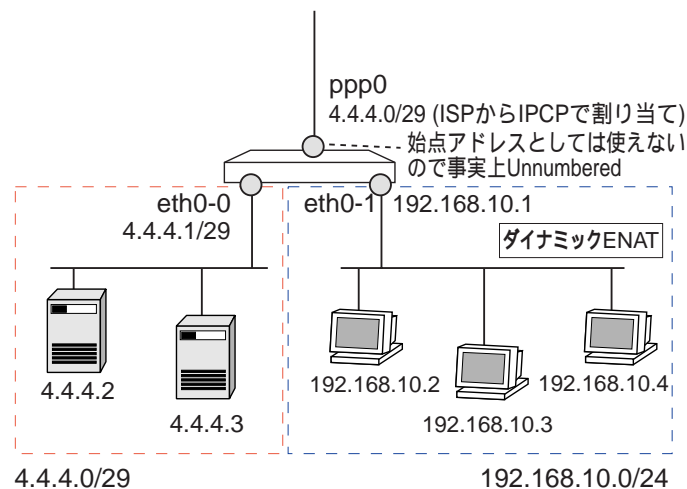 ppp0
4.4.4.0/29 (ISPからIPCPで割り当て)
始点アドレスとしては使えない
ので事実上Unnumbered
eth0-0
4.4.4.1/29
eth0-1
192.168.10.1
ダイナミックENAT
4.4.4.2
4.4.4.3
192.168.10.2
192.168.10.3
192.168.10.4
4.4.4.0/29
192.168.10.0/24